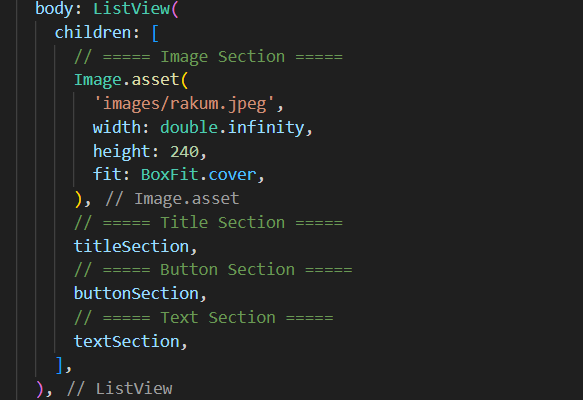 body: ListView(
children: [
// ===== Image Section =====
Image.asset(
'images/rakum.jpeg',
width: double.infinity,
height: 240,
fit: BoxFit.cover,
), // Image.asset
// ===== Title Section =====
titleSection,
// ===== Button Section =====
buttonSection,
// ===== Text Section =====
textSection,
],
), // ListView